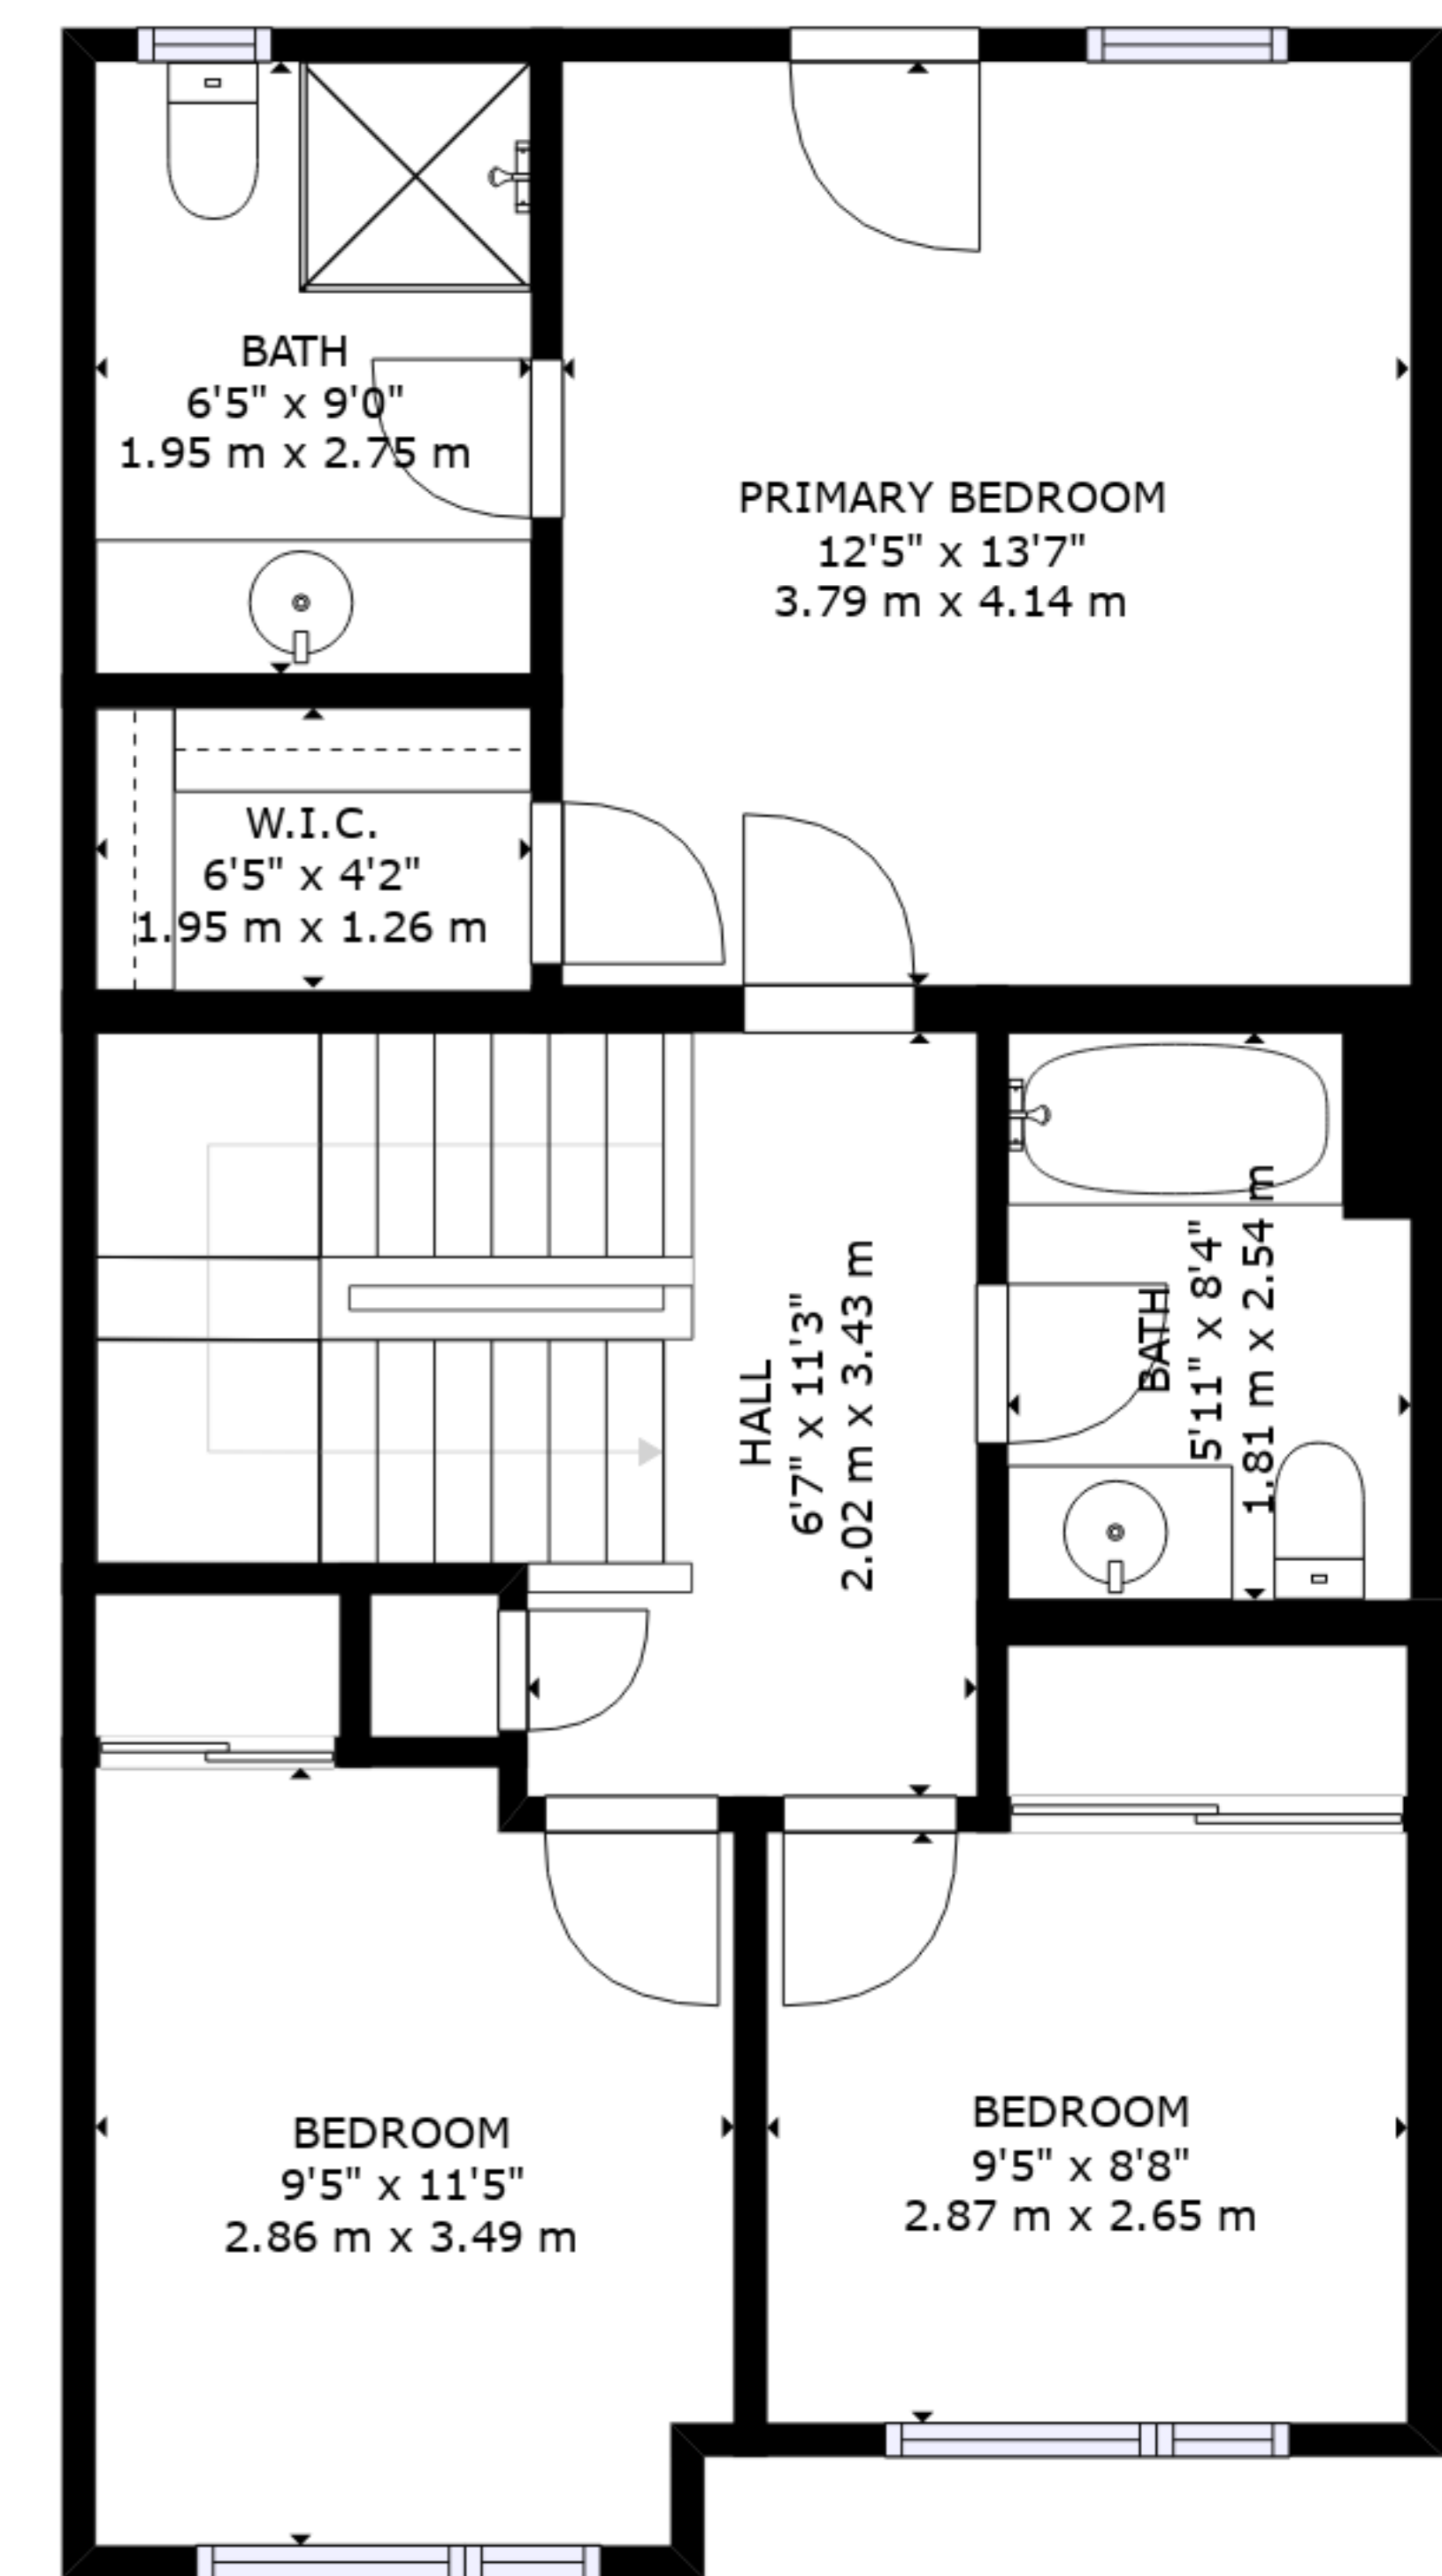 BATH
6'5" x 9'0"
1.95 m x 2.75 m
PRIMARY BEDROOM
12'5" x 13'7"
3.79 m x 4.14 m
W.I.C.
6'5" x 4'2"
1.95 m x 1.26 m
HALL
6'7" x 11'3"
2.02 m x 3.43 m
BATH
5'11" x 8'4"
1.81 m x 2.54 m
BEDROOM
9'5" x 11'5"
2.86 m x 3.49 m
BEDROOM
9'5" x 8'8"
2.87 m x 2.65 m